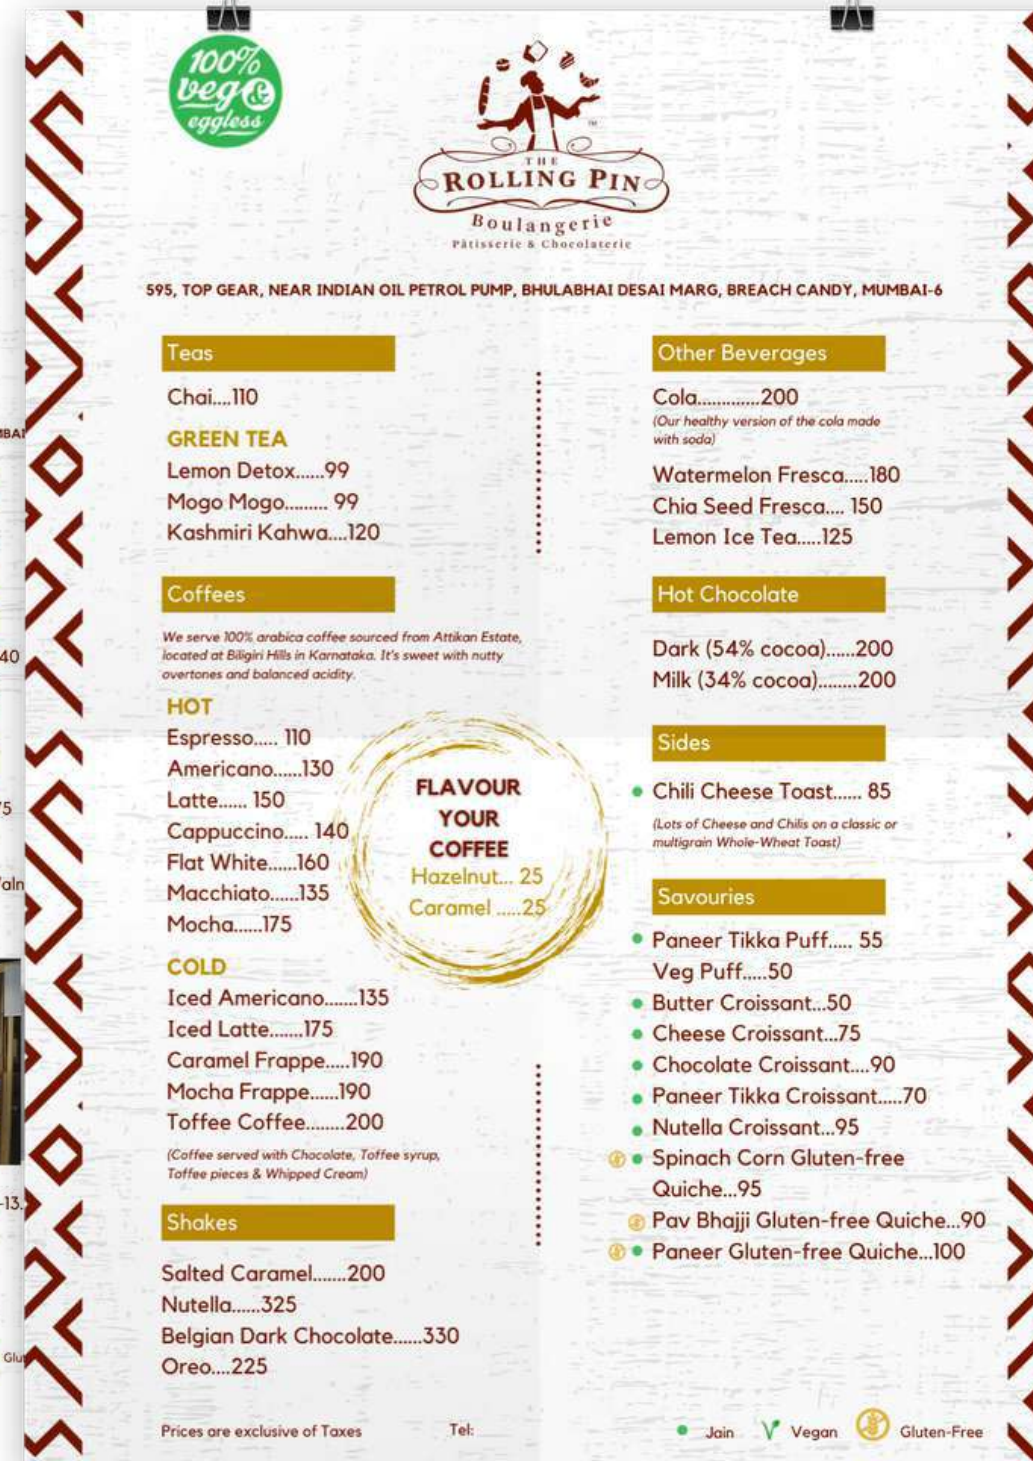 100%
veg &
eggless
THE
ROLLING PIN
TM
Boulangerie
Pâtisserie & Chocolaterie
595, TOP GEAR, NEAR INDIAN OIL PETROL PUMP, BHULABHAI DESAI MARG, BREACH CANDY, MUMBAI-6
Teas
Chai....110
GREEN TEA
Lemon Detox......99
Mogo Mogo......... 99
Kashmiri Kahwa....120
Coffees
We serve 100% arabica coffee sourced from Attikan Estate,
located at Biligiri Hills in Karnataka. It's sweet with nutty
overtones and balanced acidity.
HOT
Espresso..... 110
Americano......130
Latte...... 150
Cappuccino..... 140
Flat White......160
Macchiato......135
Mocha......175
FLAVOUR
YOUR
COFFEE
Hazelnut... 25
Caramel .....25
COLD
Iced Americano.......135
Iced Latte.......175
Caramel Frappe.....190
Mocha Frappe......190
Toffee Coffee........200
(Coffee served with Chocolate, Toffee syrup,
Toffee pieces & Whipped Cream)
Shakes
Salted Caramel.......200
Nutella......325
Belgian Dark Chocolate......330
Oreo....225
Other Beverages
Cola.............200
(Our healthy version of the cola made
with soda)
Watermelon Fresca.....180
Chia Seed Fresca.... 150
Lemon Ice Tea.....125
Hot Chocolate
Dark (54% cocoa)......200
Milk (34% cocoa)........200
Sides
Chili Cheese Toast...... 85
(Lots of Cheese and Chilis on a classic or
multigrain Whole-Wheat Toast)
Savouries
Paneer Tikka Puff..... 55
Veg Puff.....50
Butter Croissant...50
Cheese Croissant...75
Chocolate Croissant....90
Paneer Tikka Croissant.....70
Nutella Croissant...95
Spinach Corn Gluten-free
Quiche...95
Pav Bhajji Gluten-free Quiche...90
Paneer Gluten-free Quiche...100
Prices are exclusive of Taxes
Tel:
Jain
Vegan
Gluten-Free